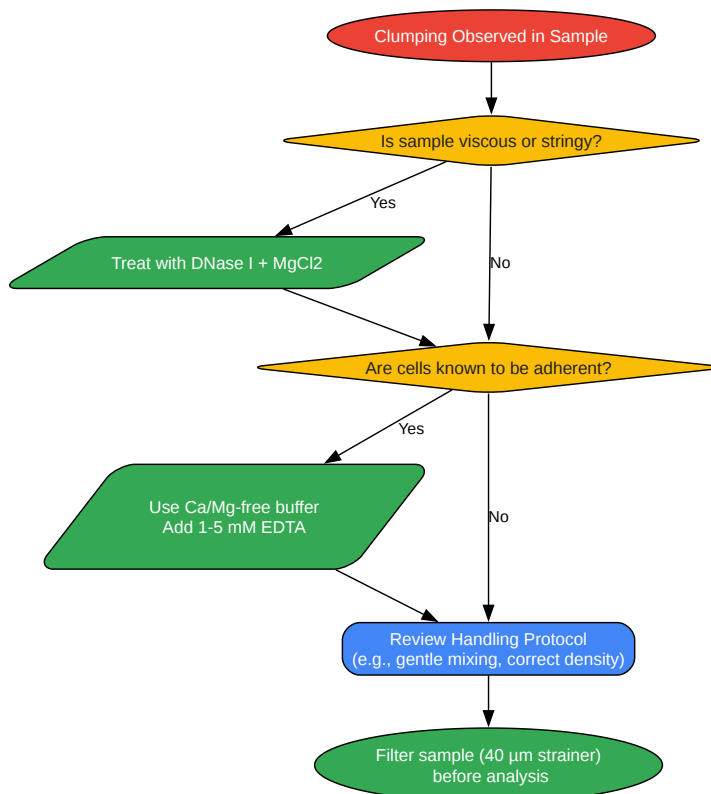 Clumping Observed in Sample
Is sample viscous or stringy?
Yes
Treat with DNase I + MgCl2
No
Are cells known to be adherent?
Yes
Use Ca/Mg-free buffer
Add 1-5 mM EDTA
No
Review Handling Protocol
(e.g., gentle mixing, correct density)
Filter sample (40 µm strainer)
before analysis